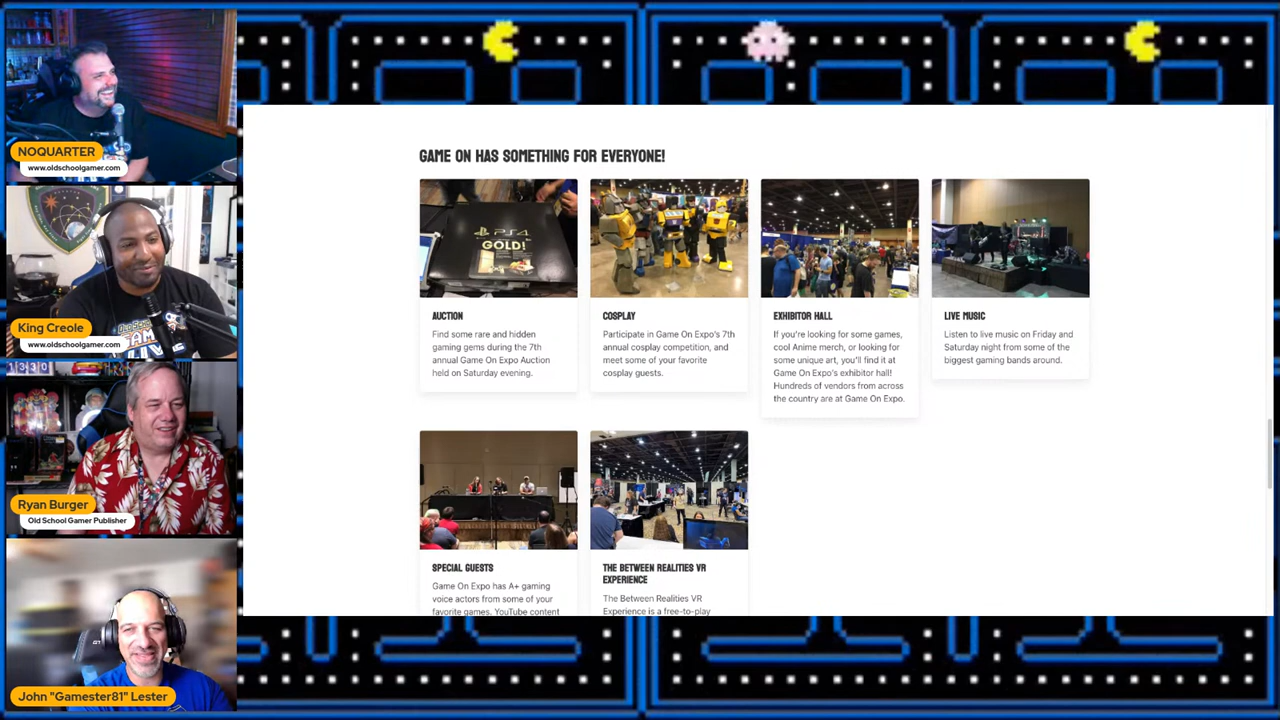 NOQUARTER
www.oldschoolgamer.com
King Creole
www.oldschoolgamer.com
Ryan Burger
Old School Gamer Publisher
John "Gamester81" Lester
GAME ON HAS SOMETHING FOR EVERYONE!
PS4
GOLD!
AUCTION
Find some rare and hidden
gaming gems during the 7th
annual Game On Expo Auction
held on Saturday evening.
COSPLAY
Participate in Game On Expo's 7th
annual cosplay competition, and
meet some of your favorite
cosplay guests.
EXHIBITOR HALL
If you're looking for some games,
cool Anime merch, or looking for
some unique art, you'll find it at
Game On Expo's exhibitor hall!
Hundreds of vendors from across
the country are at Game On Expo.
LIVE MUSIC
Listen to live music on Friday and
Saturday night from some of the
biggest gaming bands around.
SPECIAL GUESTS
Game On Expo has A+ gaming
voice actors from some of your
favorite games, YouTube content
THE BETWEEN REALITIES VR
EXPERIENCE
The Between Realities VR
Experience is a free-to-play